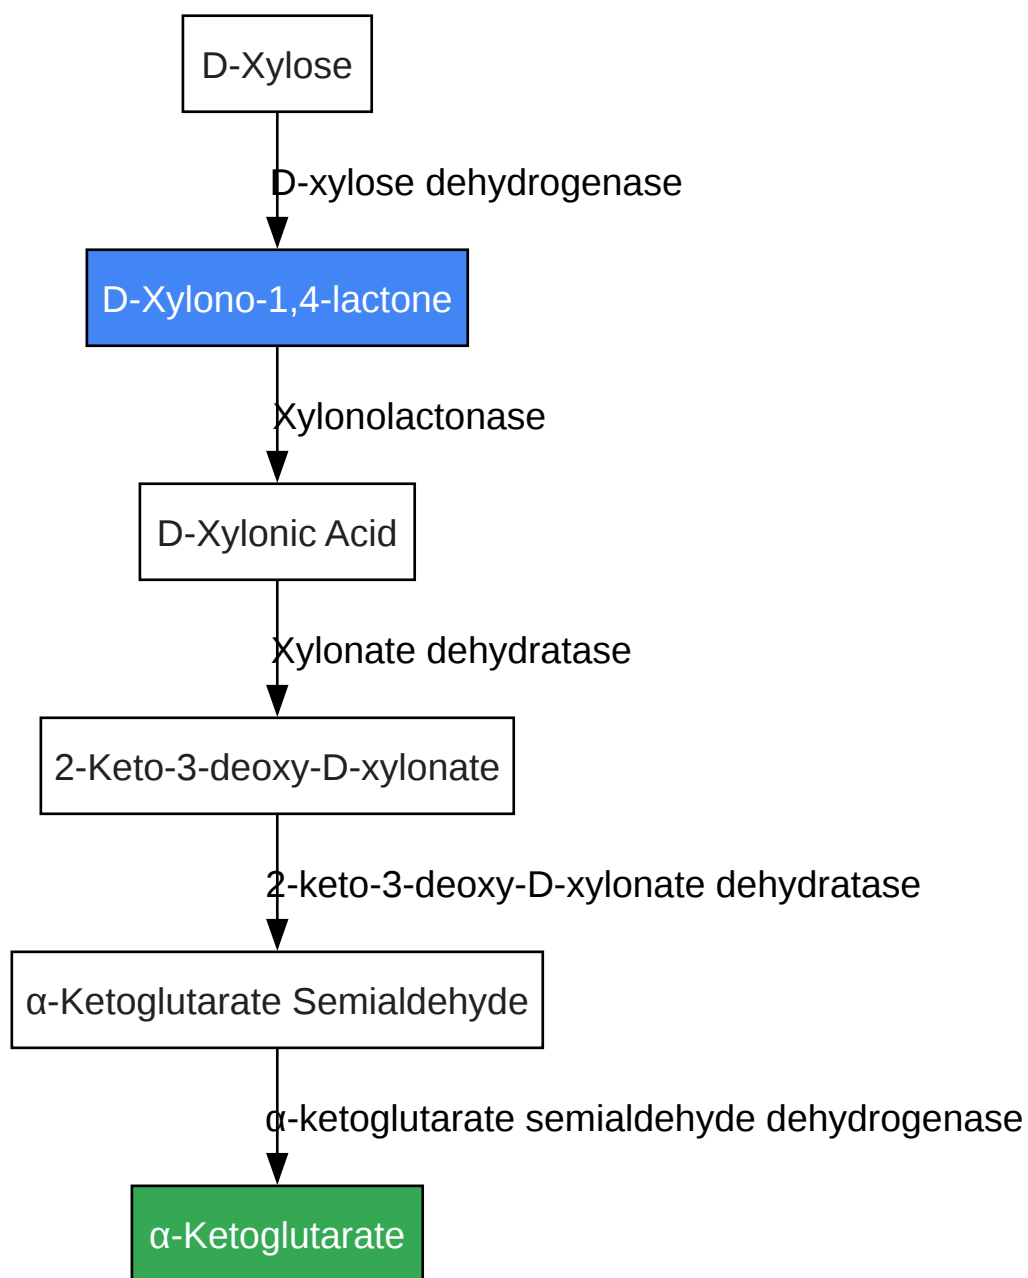 D-Xylose
D-xylose dehydrogenase
D-Xylono-1,4-lactone
Xylonolactonase
D-Xylonic Acid
Xylonate dehydratase
2-Keto-3-deoxy-D-xylonate
2-keto-3-deoxy-D-xylonate dehydratase
α-Ketoglutarate Semialdehyde
α-ketoglutarate semialdehyde dehydrogenase
α-Ketoglutarate